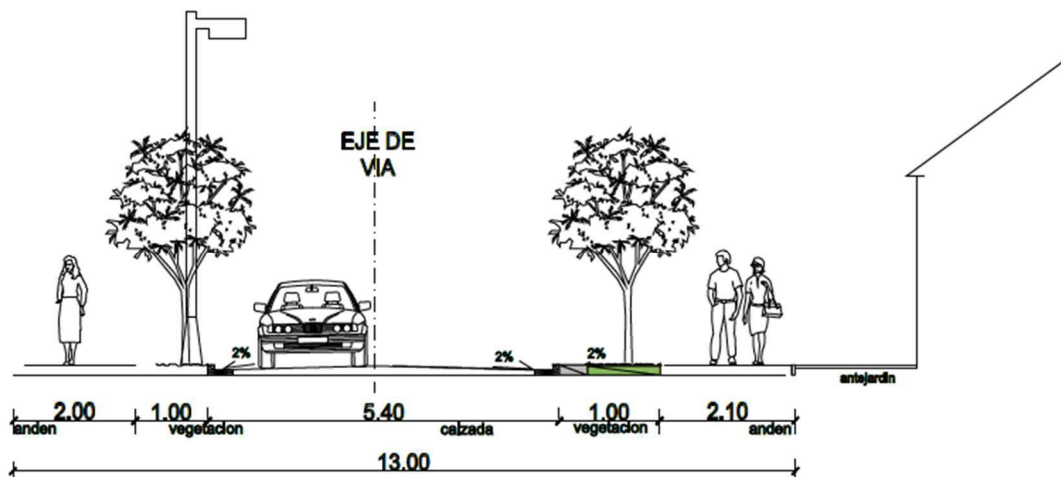 EJE DE
VIA
2%
2%
2%
antejardin
2.00
1.00
5.40
1.00
2.10
anden
vegetacion
calzada
vegetacion
anden
13.00